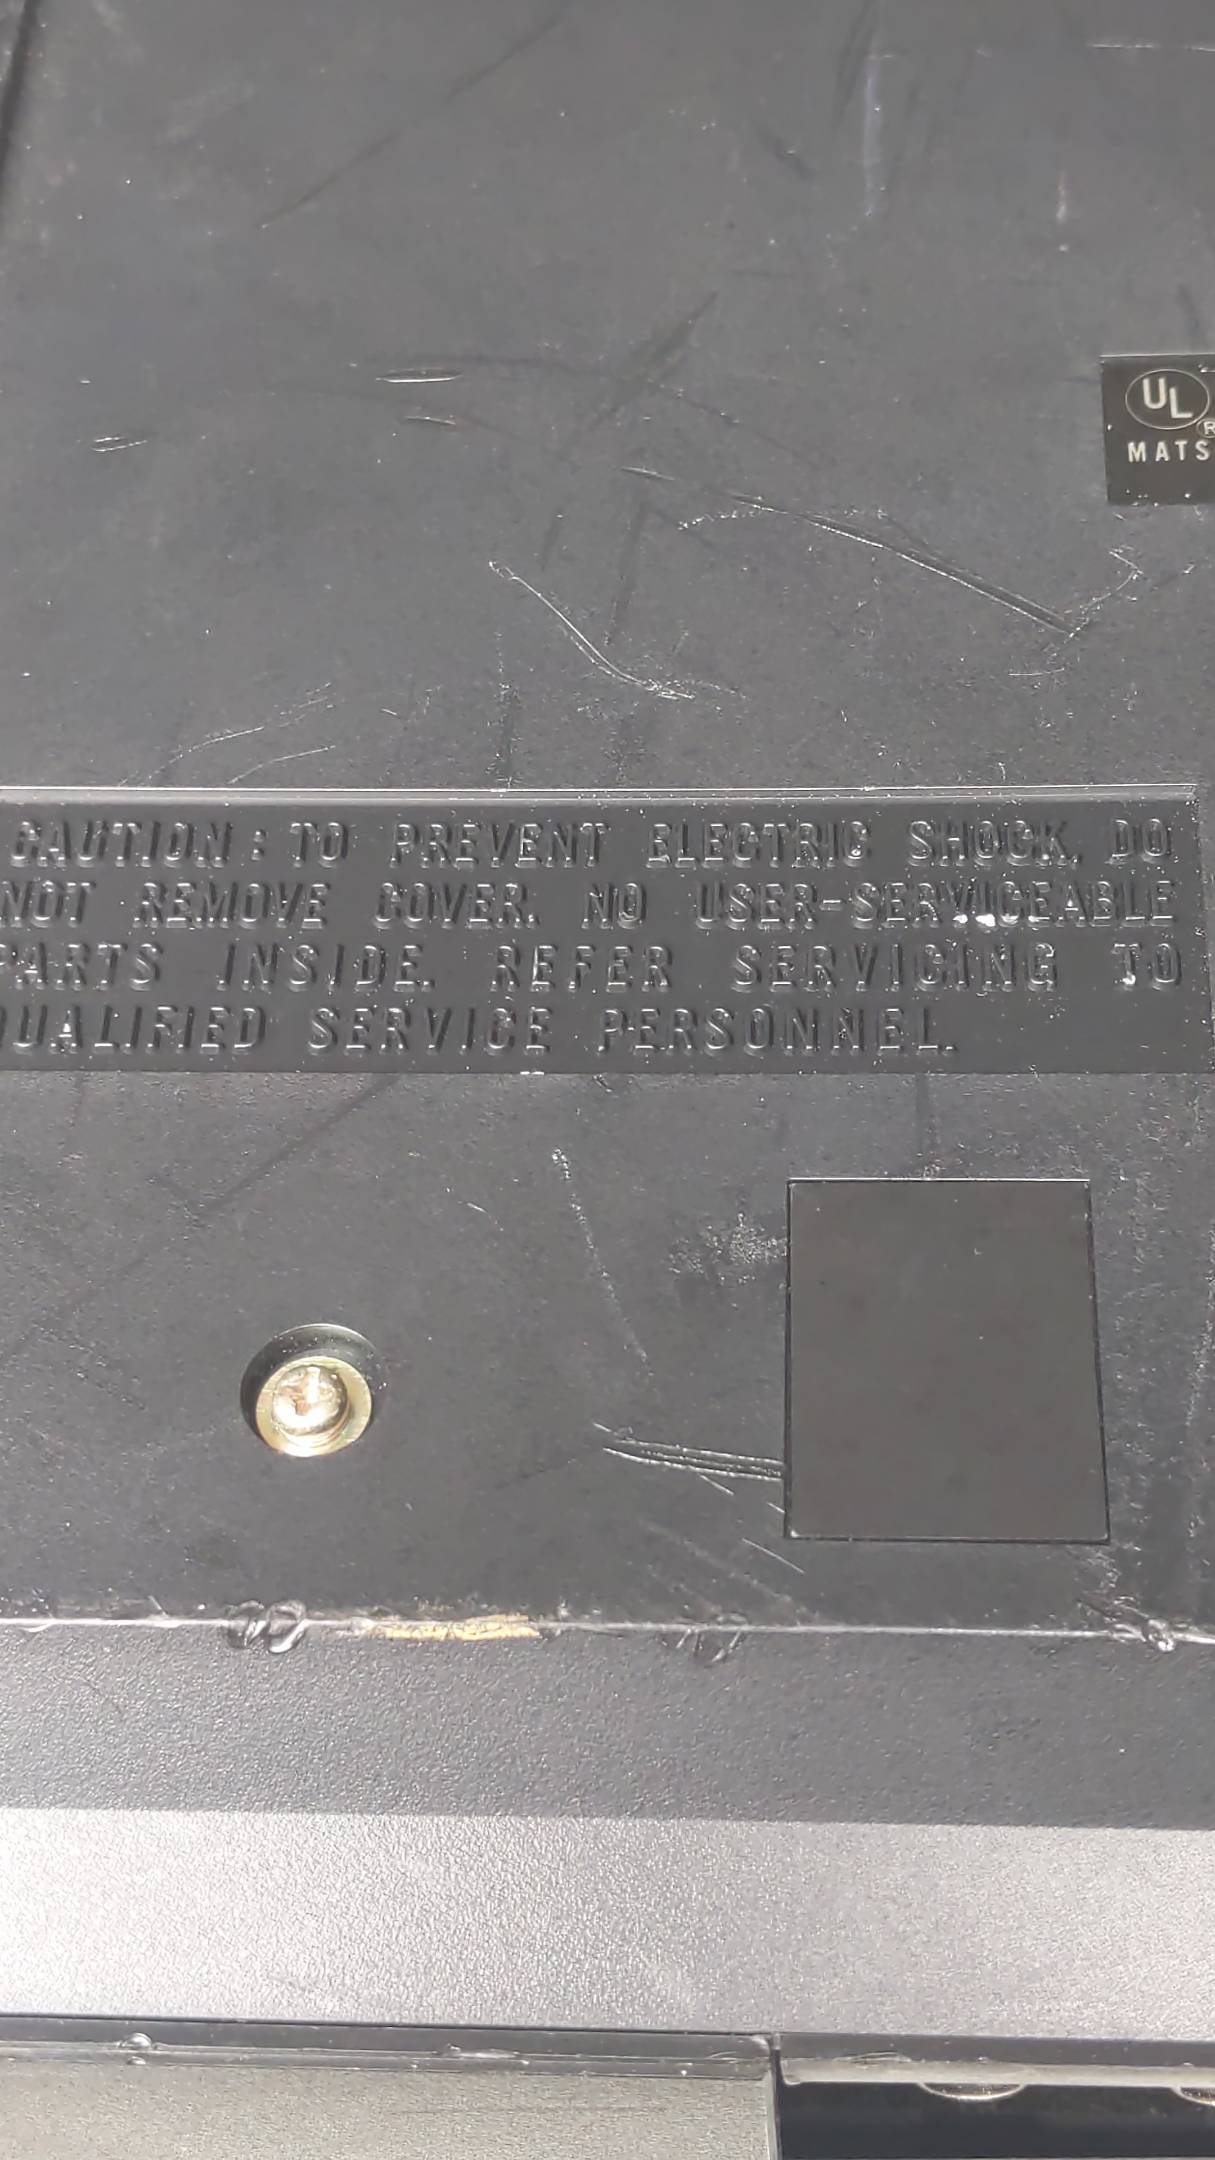 UL
®
MATS
CAUTION: TO PREVENT ELECTRIC SHOCK, DO
NOT REMOVE COVER. NO USER-SERVICEABLE
PARTS INSIDE. REFER SERVICING TO
QUALIFIED SERVICE PERSONNEL.